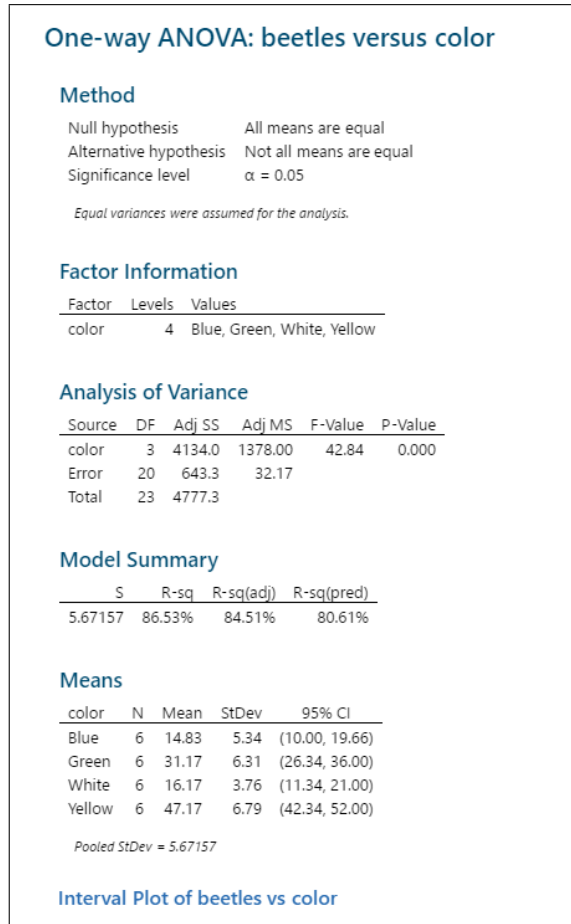 One-way ANOVA: beetles versus color
Method
Null hypothesis All means are equal
Alternative hypothesis Not all means are equal
Significance level α = 0.05
Equal variances were assumed for the analysis.
Factor Information
Factor Levels Values
color 4 Blue, Green, White, Yellow
Analysis of Variance
Source DF Adj SS Adj MS F-Value P-Value
color 3 4134.0 1378.00 42.84 0.000
Error 20 643.3 32.17
Total 23 4777.3
Model Summary
S R-sq R-sq(adj) R-sq(pred)
5.67157 86.53% 84.51% 80.61%
Means
color N Mean StDev 95% CI
Blue 6 14.83 5.34 (10.00, 19.66)
Green 6 31.17 6.31 (26.34, 36.00)
White 6 16.17 3.76 (11.34, 21.00)
Yellow 6 47.17 6.79 (42.34, 52.00)
Pooled StDev = 5.67157
Interval Plot of beetles vs color